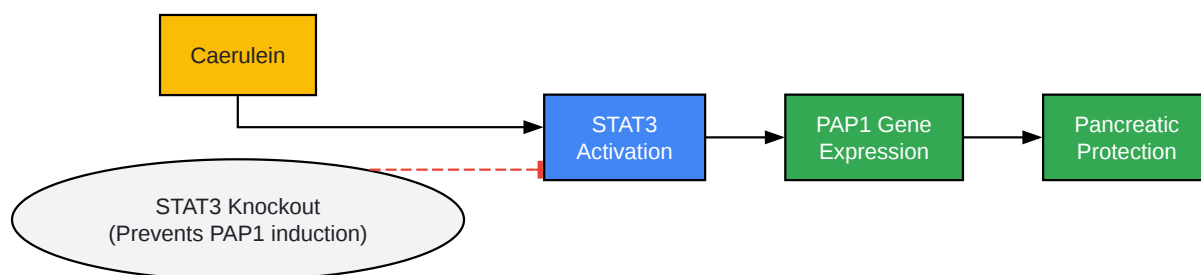 Caerulein
STAT3
Activation
PAP1 Gene
Expression
Pancreatic
Protection
STAT3 Knockout
(Prevents PAP1 induction)